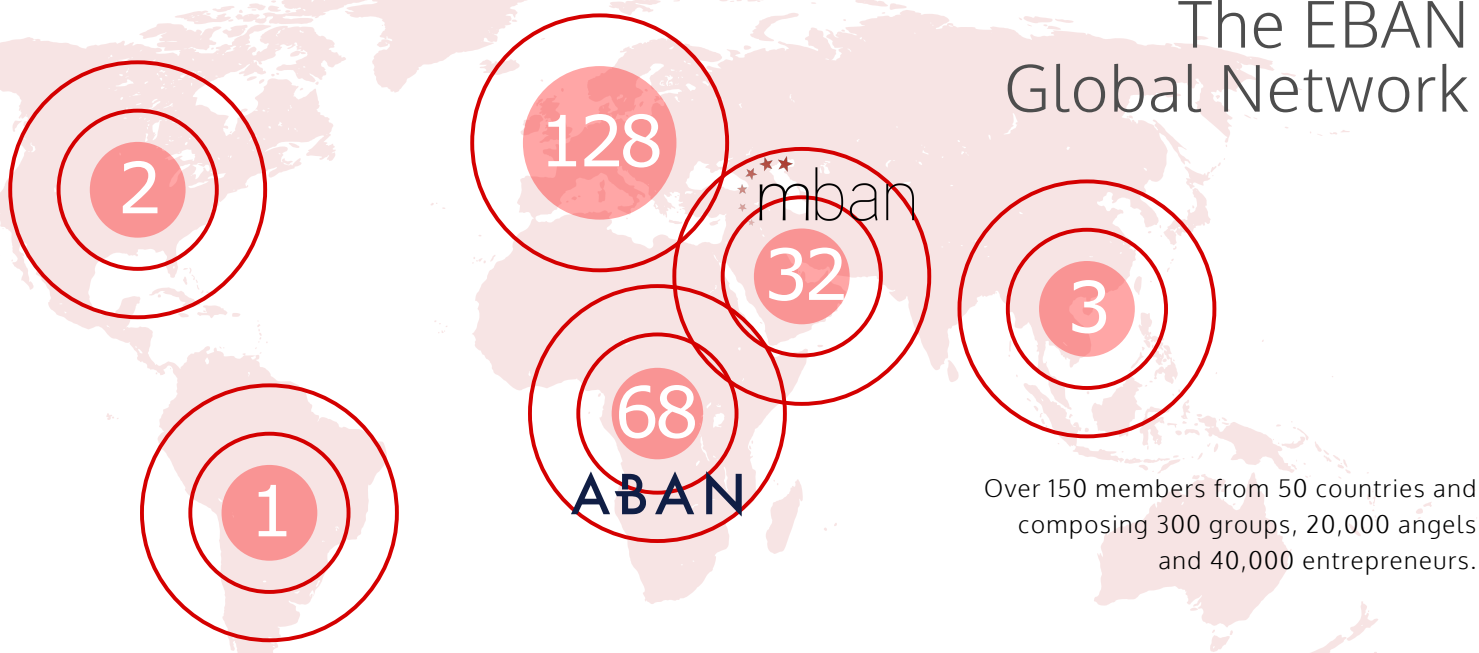 The EBAN
Global Network
2
128
mban
32
3
68
ABAN
1
Over 150 members from 50 countries and
composing 300 groups, 20,000 angels
and 40,000 entrepreneurs.